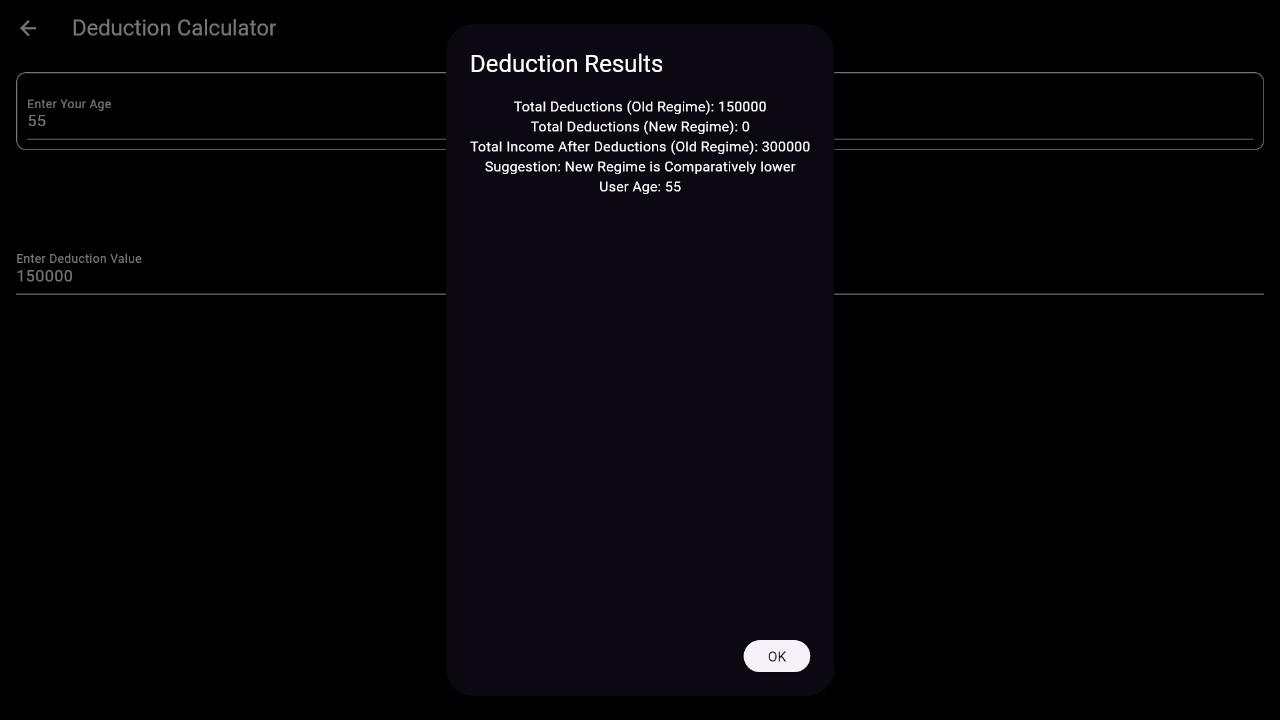 Deduction Calculator
Enter Your Age
55
Enter Deduction Value
150000
Deduction Results
Total Deductions (Old Regime): 150000
Total Deductions (New Regime): 0
Total Income After Deductions (Old Regime): 300000
Suggestion: New Regime is Comparatively lower
User Age: 55
OK